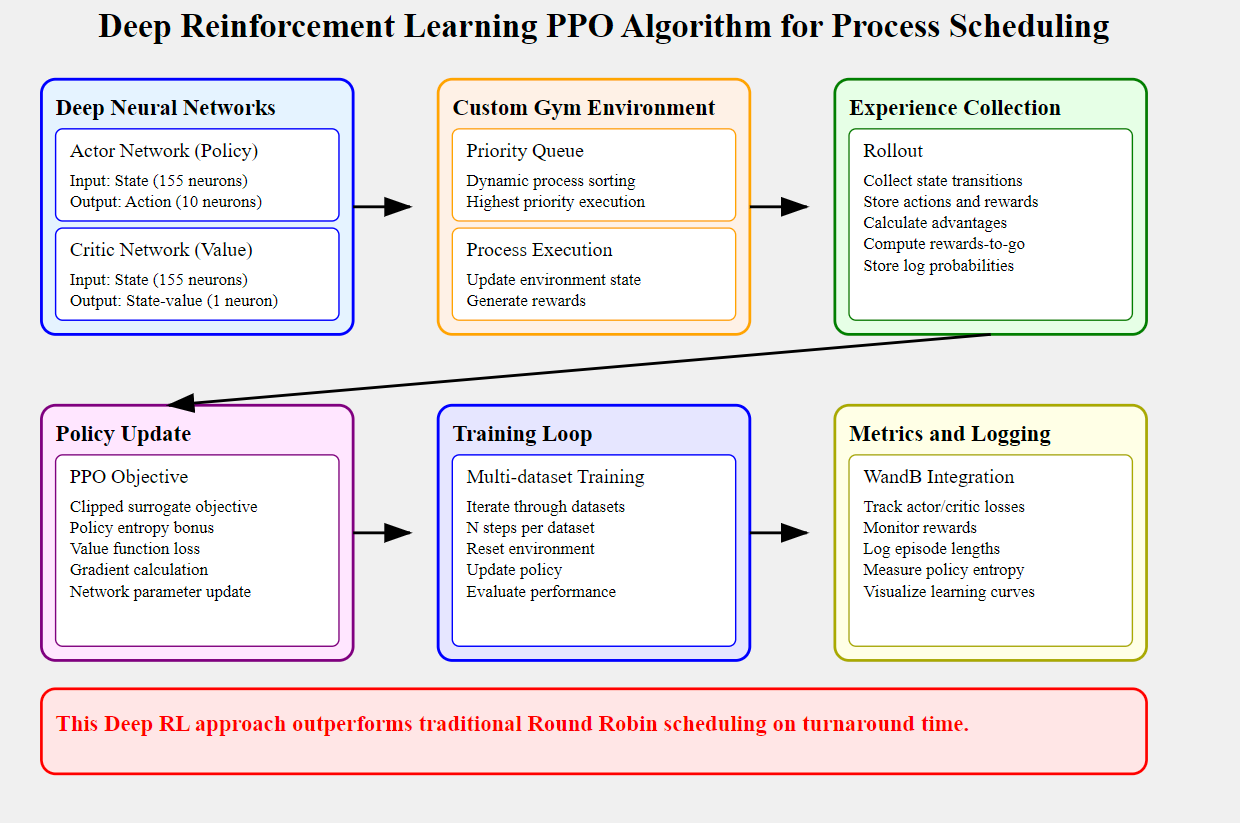 Deep Reinforcement Learning PPO Algorithm for Process Scheduling
Deep Neural Networks
Actor Network (Policy)
Input: State (155 neurons)
Output: Action (10 neurons)
Critic Network (Value)
Input: State (155 neurons)
Output: State-value (1 neuron)
Custom Gym Environment
Priority Queue
Dynamic process sorting
Highest priority execution
Process Execution
Update environment state
Generate rewards
Experience Collection
Rollout
Collect state transitions
Store actions and rewards
Calculate advantages
Compute rewards-to-go
Store log probabilities
Policy Update
PPO Objective
Clipped surrogate objective
Policy entropy bonus
Value function loss
Gradient calculation
Network parameter update
Training Loop
Multi-dataset Training
Iterate through datasets
N steps per dataset
Reset environment
Update policy
Evaluate performance
Metrics and Logging
WandB Integration
Track actor/critic losses
Monitor rewards
Log episode lengths
Measure policy entropy
Visualize learning curves
This Deep RL approach outperforms traditional Round Robin scheduling on turnaround time.